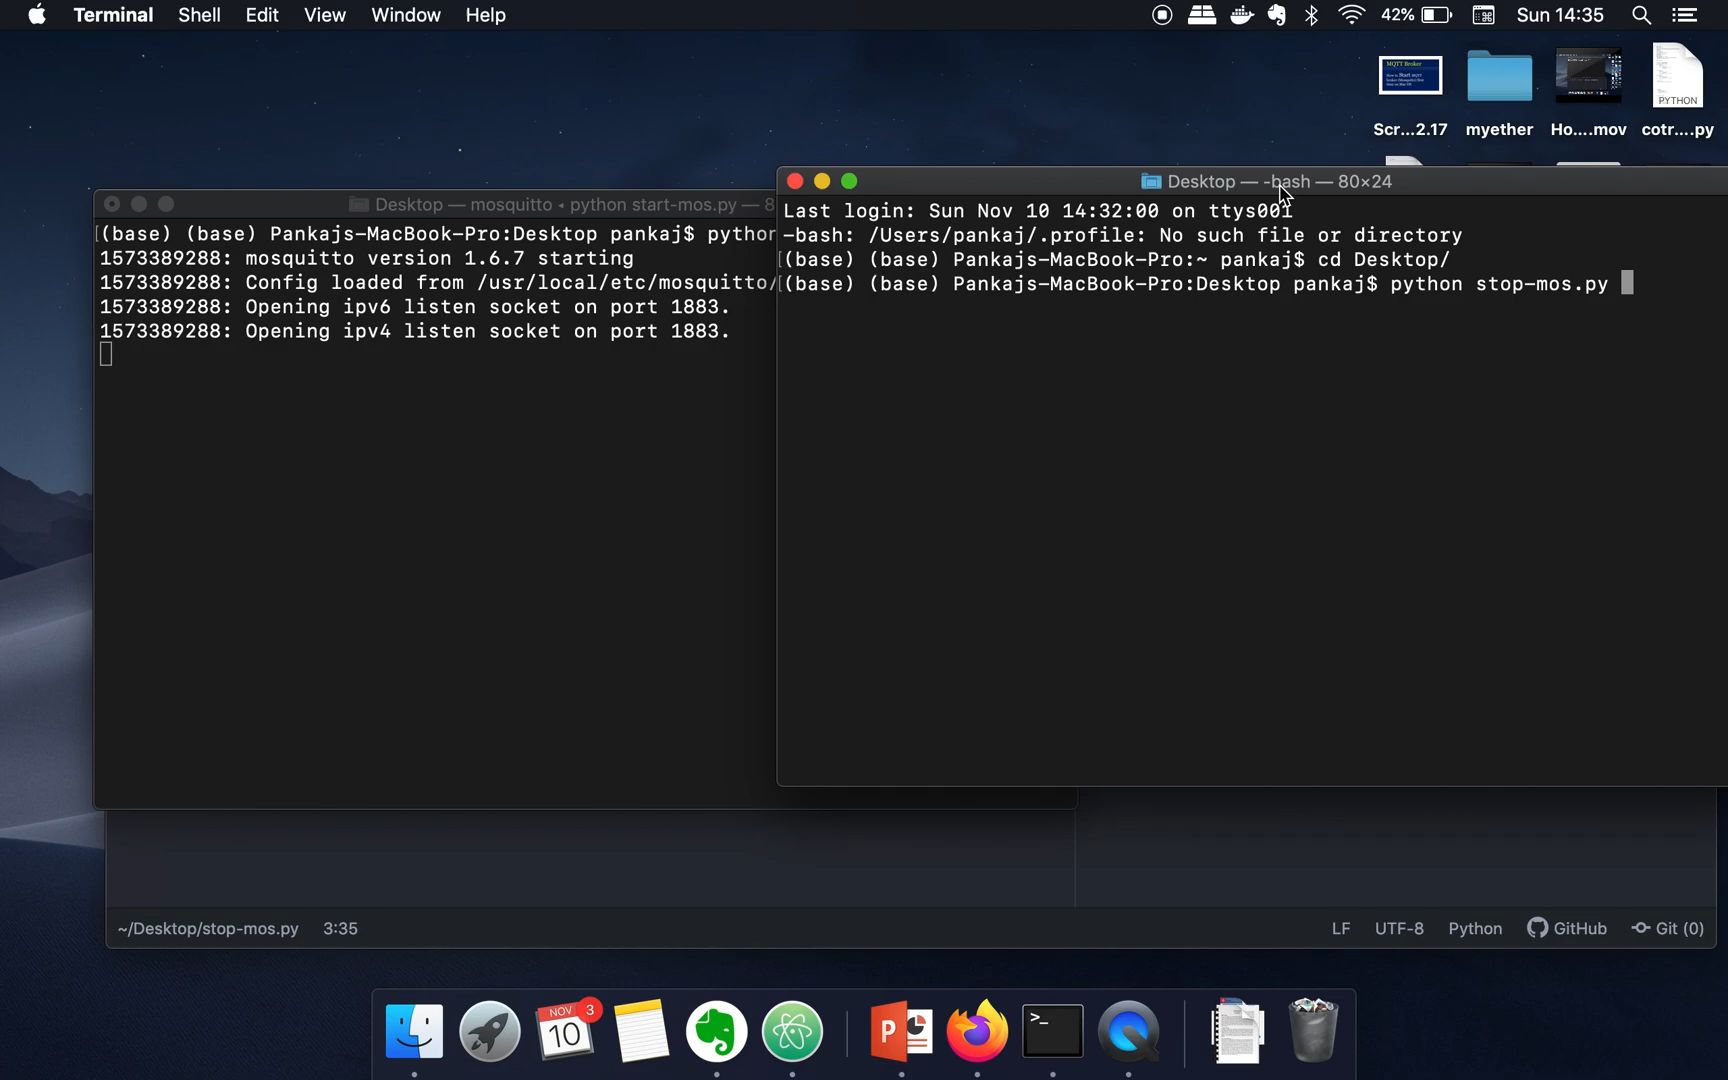 Terminal Shell Edit View Window Help 42% Sun 14:35
MQTT Broker
PYTHON
Scr...2.17 myether Ho....mov cotr....py
Desktop — -bash — 80×24
Last login: Sun Nov 10 14:32:00 on ttys001
-bash: /Users/pankaj/.profile: No such file or directory
[(base) (base) Pankajs-MacBook-Pro:~ pankaj$ cd Desktop/
[(base) (base) Pankajs-MacBook-Pro:Desktop pankaj$ python stop-mos.py
Desktop — mosquitto ◂ python start-mos.py — 8
[(base) (base) Pankajs-MacBook-Pro:Desktop pankaj$ python
1573389288: mosquitto version 1.6.7 starting
1573389288: Config loaded from /usr/local/etc/mosquitto/
1573389288: Opening ipv6 listen socket on port 1883.
1573389288: Opening ipv4 listen socket on port 1883.
~/Desktop/stop-mos.py 3:35 LF UTF-8 Python GitHub Git (0)
NOV 10 3
P
>_